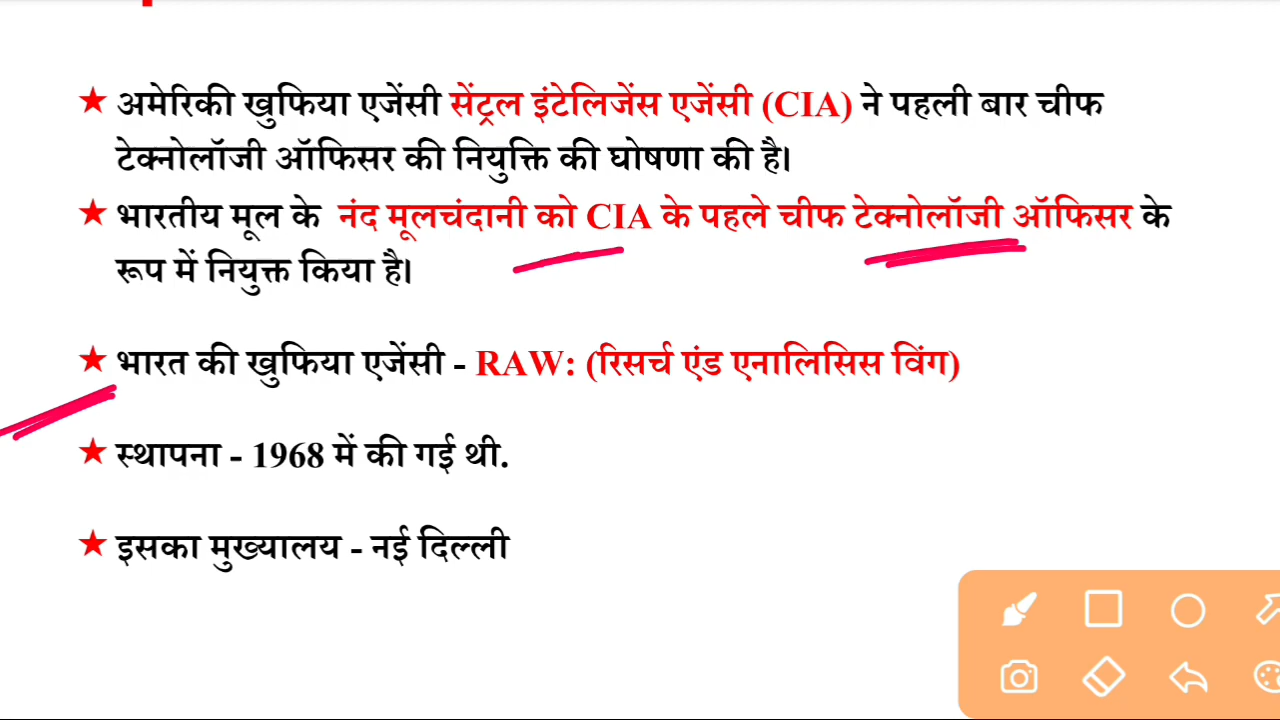 ★ अमेरिकी खुफिया एजेंसी सेंट्रल इंटेलिजेंस एजेंसी (CIA) ने पहली बार चीफ
टेक्नोलॉजी ऑफिसर की नियुक्ति की घोषणा की है।
★ भारतीय मूल के नंद मूलचंदानी को CIA के पहले चीफ टेक्नोलॉजी ऑफिसर के
रूप में नियुक्त किया है।
★ भारत की खुफिया एजेंसी - RAW: (रिसर्च एंड एनालिसिस विंग)
★ स्थापना - 1968 में की गई थी.
★ इसका मुख्यालय - नई दिल्ली